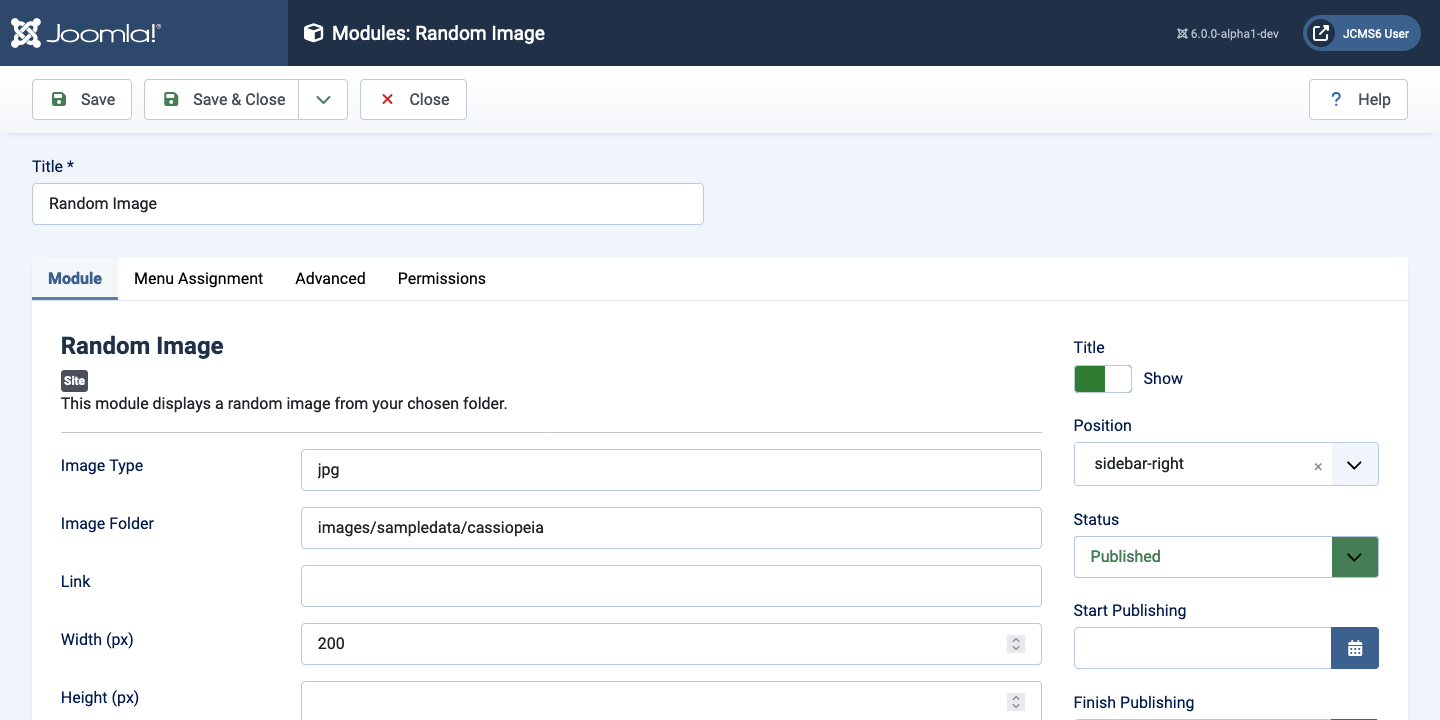 Joomla!®
Modules: Random Image
6.0.0-alpha1-dev
JCMS6 User
Save
Save & Close
Close
? Help
Title *
Random Image
Module
Menu Assignment
Advanced
Permissions
Random Image
Site
This module displays a random image from your chosen folder.
Image Type
jpg
Image Folder
images/sampledata/cassiopeia
Link
Width (px)
200
Height (px)
Title
Show
Position
sidebar-right ×
Status
Published
Start Publishing
Finish Publishing